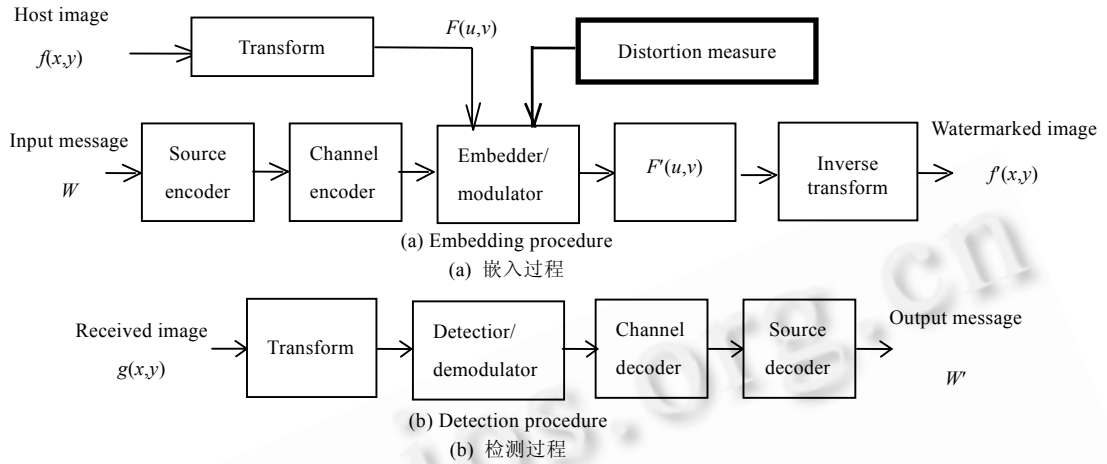 Host image
f(x,y)
Transform
F(u,v)
Distortion measure
Input message
W
Source
encoder
Channel
encoder
Embedder/
modulator
F′(u,v)
Inverse
transform
Watermarked image
f′(x,y)
(a) Embedding procedure
(a) 嵌入过程
Received image
g(x,y)
Transform
Detectior/
demodulator
Channel
decoder
Source
decoder
Output message
W′
(b) Detection procedure
(b) 检测过程